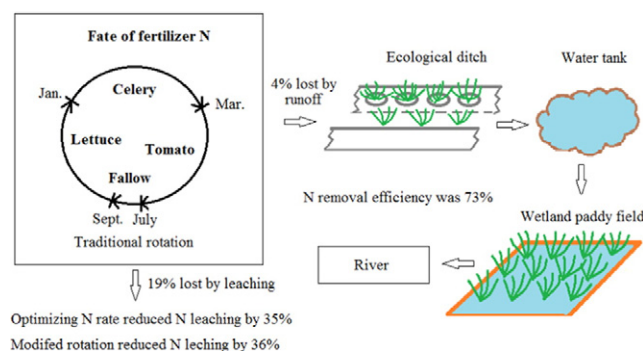 Fate of fertilizer N
Jan.
Celery
Mar.
Lettuce
Tomato
Fallow
Sept.
July
Traditional rotation
4% lost by
runoff
Ecological ditch
Water tank
N removal efficiency was 73%
Wetland paddy field
River
19% lost by leaching
Optimizing N rate reduced N leaching by 35%
Modifed rotation reduced N leching by 36%